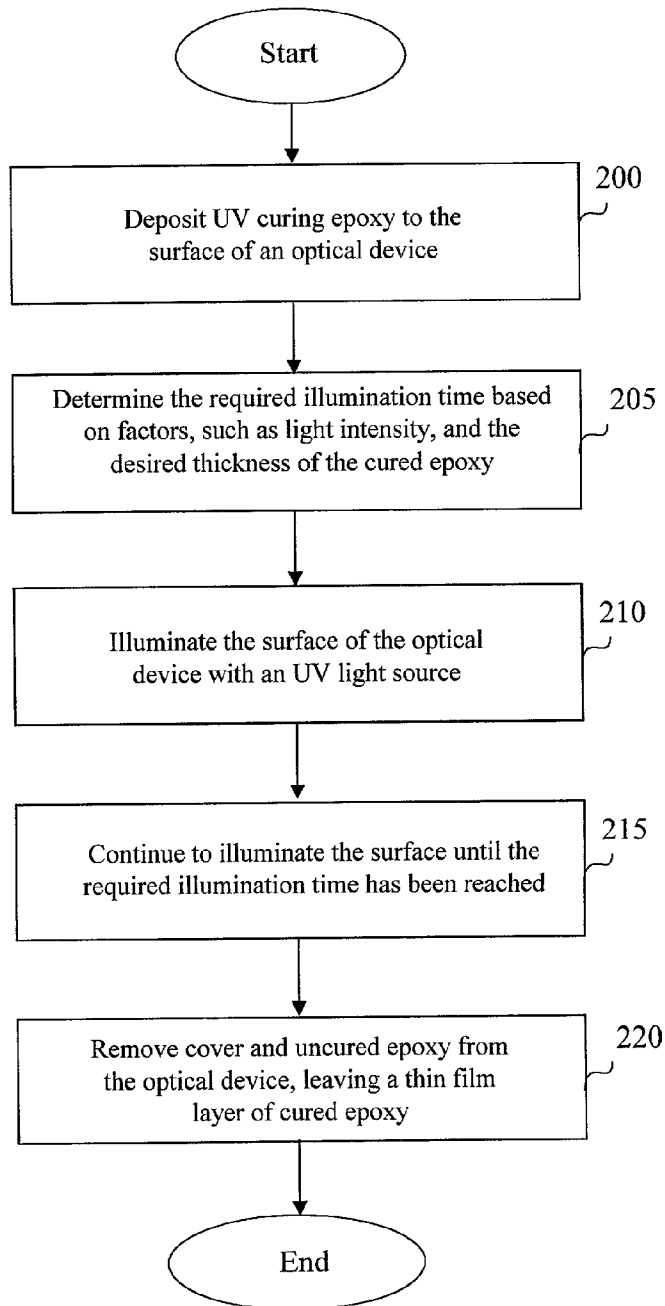 Start
200
Deposit UV curing epoxy to the
surface of an optical device
205
Determine the required illumination time based
on factors, such as light intensity, and the
desired thickness of the cured epoxy
210
Illuminate the surface of the optical
device with an UV light source
215
Continue to illuminate the surface until the
required illumination time has been reached
220
Remove cover and uncured epoxy from
the optical device, leaving a thin film
layer of cured epoxy
End